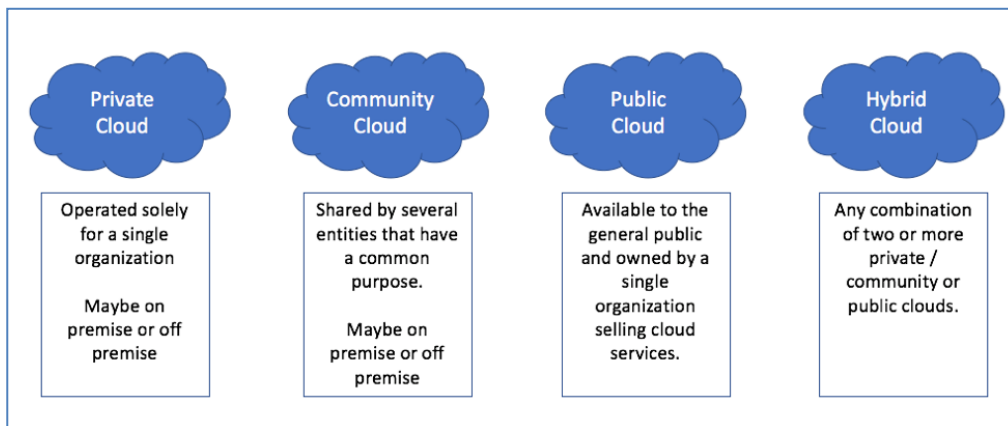 Private
Cloud
Community
Cloud
Public
Cloud
Hybrid
Cloud
Operated solely
for a single
organization
Maybe on
premise or off
premise
Shared by several
entities that have
a common
purpose.
Maybe on
premise or off
premise
Available to the
general public
and owned by a
single
organization
selling cloud
services.
Any combination
of two or more
private /
community or
public clouds.